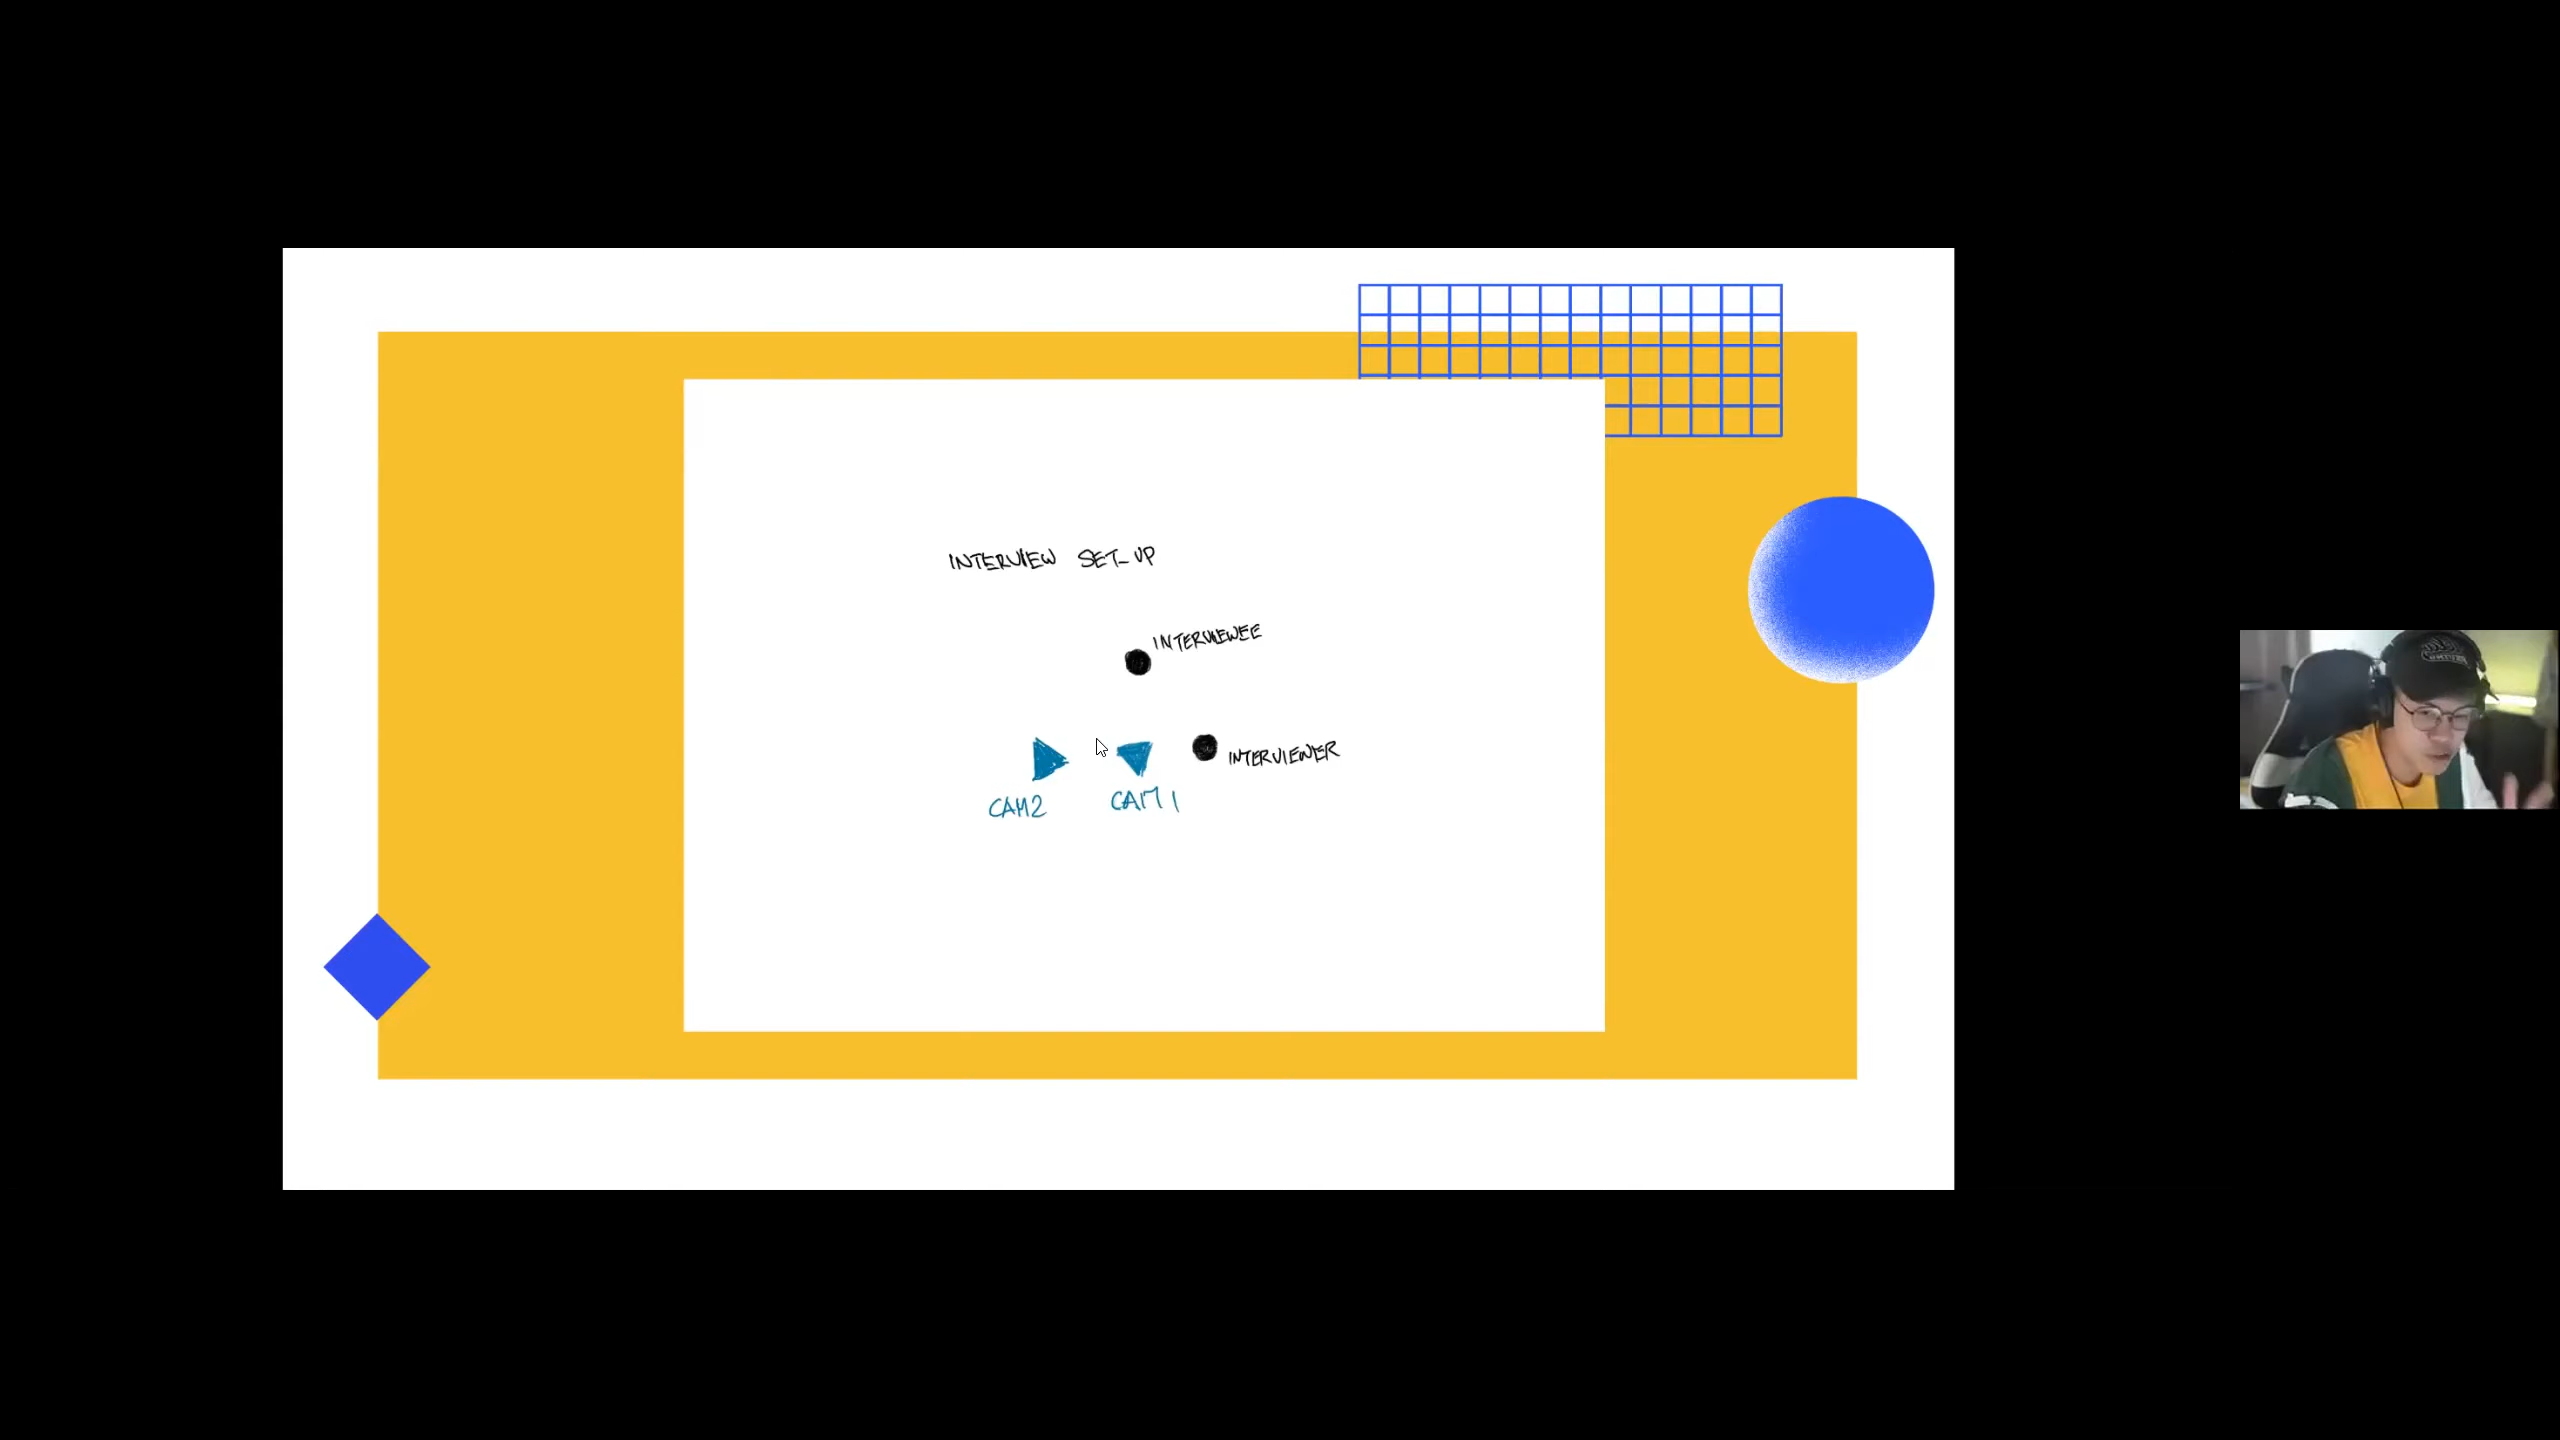 INTERVIEW SET-UP
INTERVIEWEE
INTERVIEWER
CAM2
CAM 1